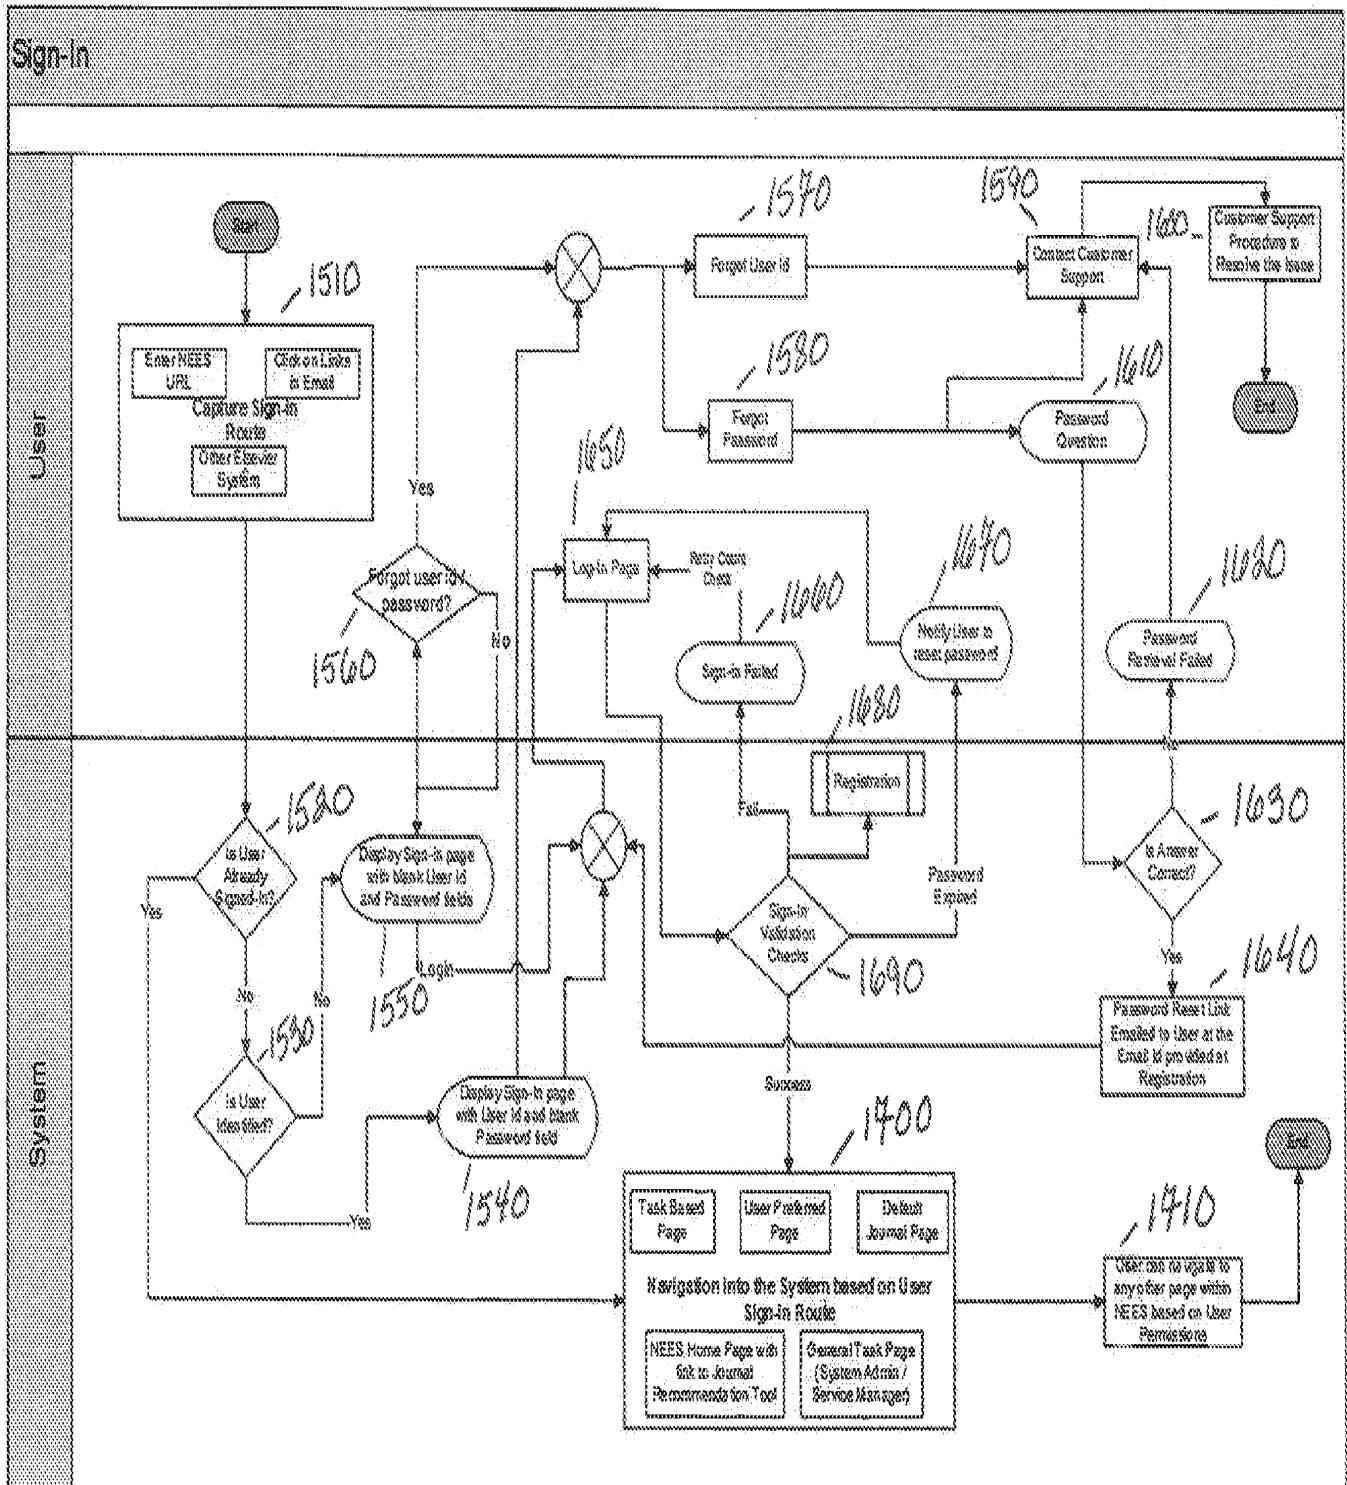 Sign-In
User
Start
1510
Enter NEES
URL
Click on Links
in Email
Capture Sign-in
Route
Other Elsevier
System
1570
Forgot User Id
1590
Contact Customer
Support
1600
Customer Support
Procedure to
Resolve the Issue
End
1580
Forgot
Password
1610
Password
Question
Yes
Forgot user id /
password?
1560
No
1650
Log-In Page
Retry Count
Check
1660
Sign-in Failed
1670
Notify User to
reset password
1620
Password
Retrieval Failed
System
1520
Is User
Already
Signed-In?
Yes
No
1530
Is User
Identified?
No
Yes
Display Sign-in page
with blank User Id
and Password fields
1550
Login
Display Sign-In page
with User Id and blank
Password field
1540
1680
Registration
Fail
Password
Expired
Sign-In
Validation
Checks
1690
Success
No
1630
Is Answer
Correct?
Yes
1640
Password Reset Link
Emailed to User at the
Email Id provided at
Registration
1700
Task Based
Page
User Preferred
Page
Default
Journal Page
Navigation into the System based on User
Sign-in Route
NEES Home Page with
link to Journal
Recommendation Tool
General Task Page
(System Admin /
Service Manager)
1710
User can navigate to
any other page within
NEES based on User
Permissions
End